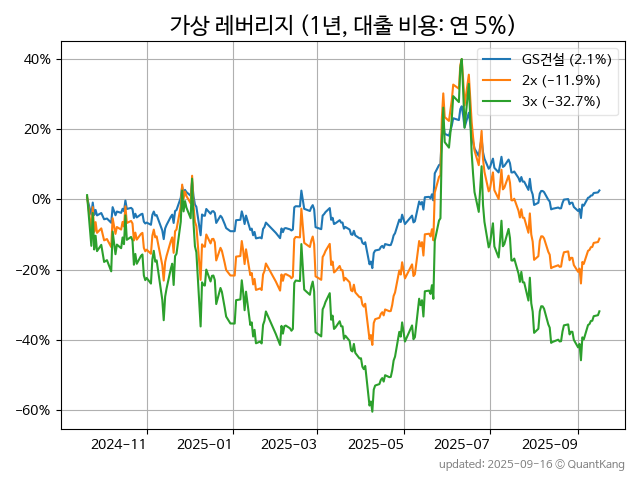 가상 레버리지 (1년, 대출 비용: 연 5%)
GS건설 (2.1%)
2x (−11.9%)
3x (−32.7%)
40%
20%
0%
−20%
−40%
−60%
2024-11
2025-01
2025-03
2025-05
2025-07
2025-09
updated: 2025-09-16 © QuantKang